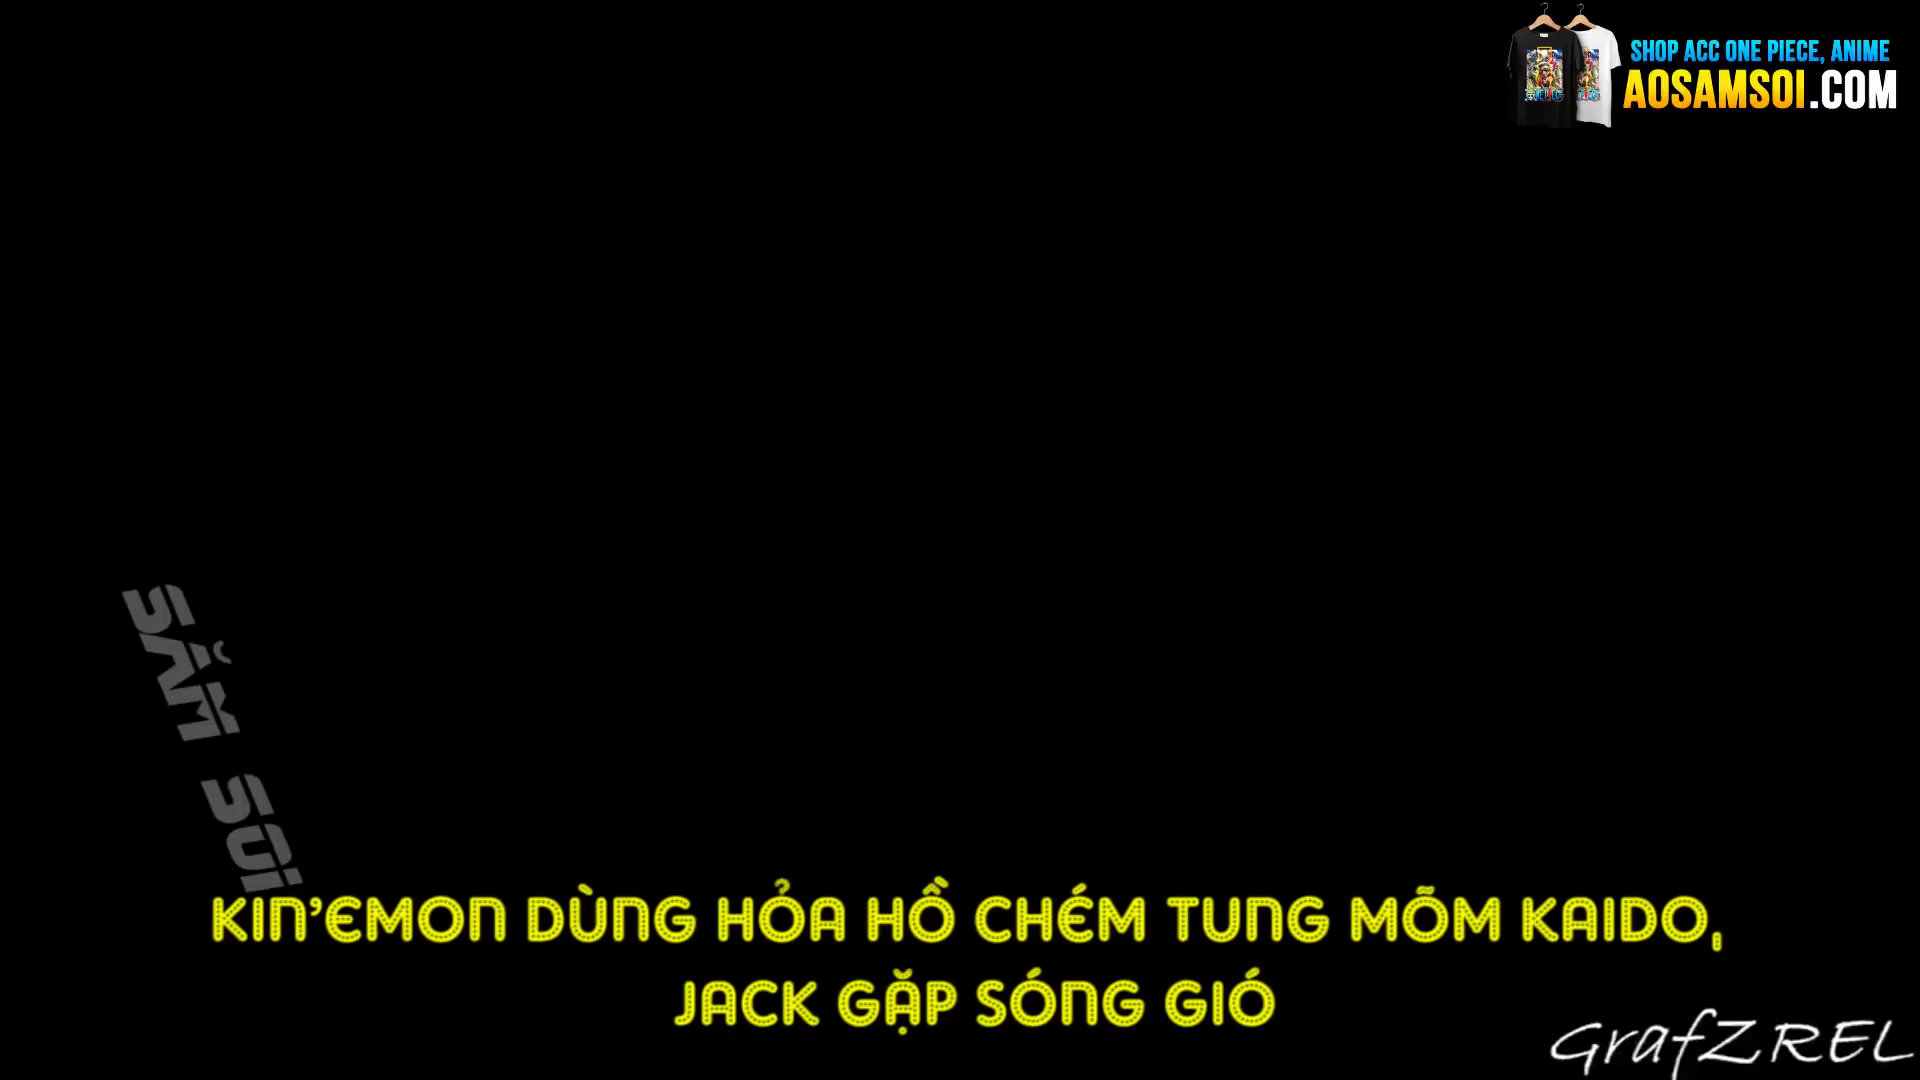 SHOP ACC ONE PIECE, ANIME
AOSAMSOI.COM
SĂM SOI
KIN'EMON DÙNG HỎA HỒ CHÉM TUNG MÕM KAIDO,
JACK GẶP SÓNG GIÓ
GrafZREL